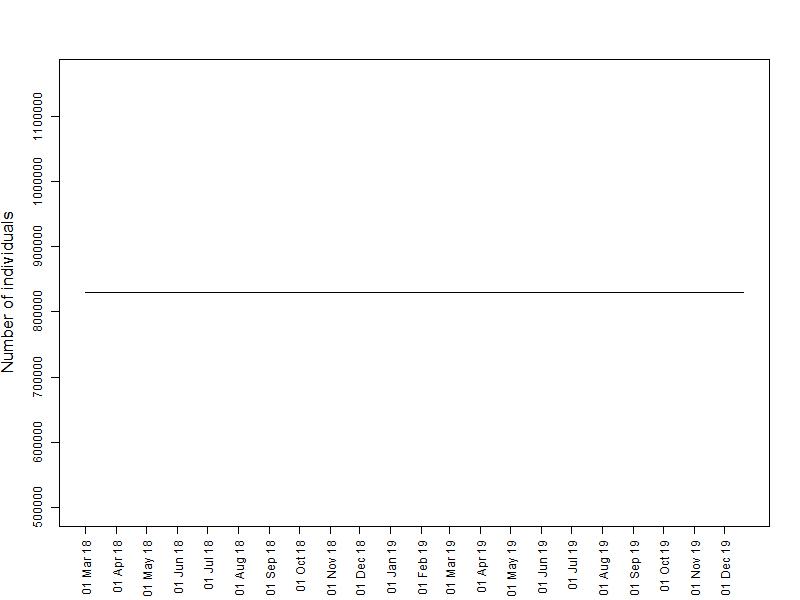 Number of individuals
1100000
1000000
900000
800000
700000
600000
500000
01 Mar 18
01 Apr 18
01 May 18
01 Jun 18
01 Jul 18
01 Aug 18
01 Sep 18
01 Oct 18
01 Nov 18
01 Dec 18
01 Jan 19
01 Feb 19
01 Mar 19
01 Apr 19
01 May 19
01 Jun 19
01 Jul 19
01 Aug 19
01 Sep 19
01 Oct 19
01 Nov 19
01 Dec 19